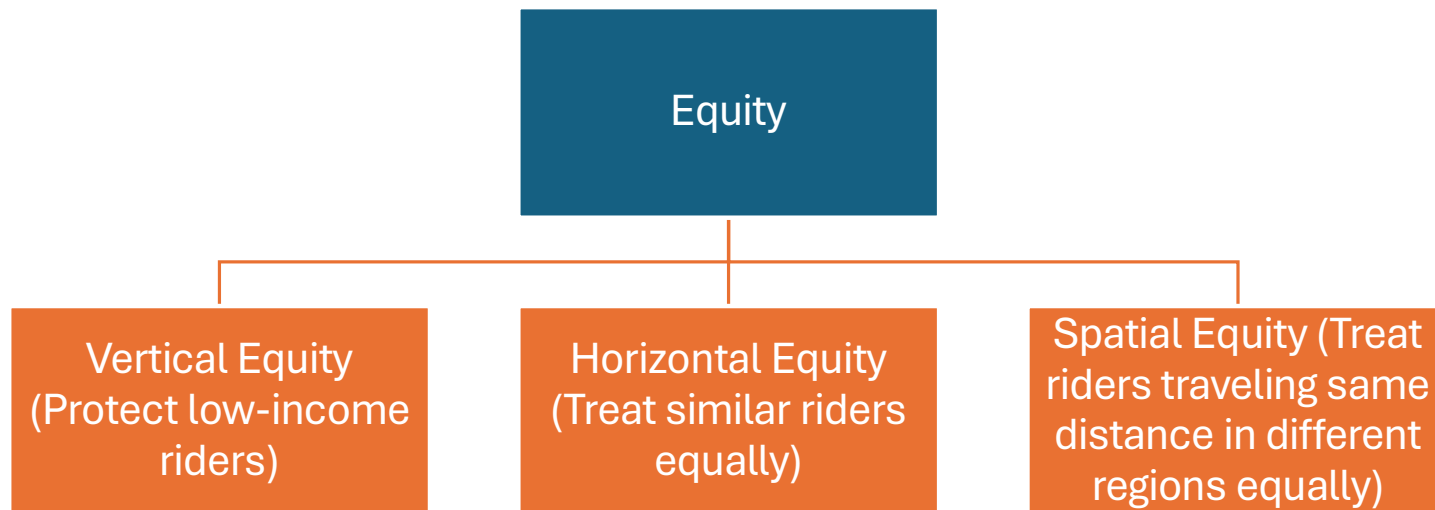 Equity
Vertical Equity
(Protect low-income
riders)
Horizontal Equity
(Treat similar riders
equally)
Spatial Equity (Treat
riders traveling same
distance in different
regions equally)